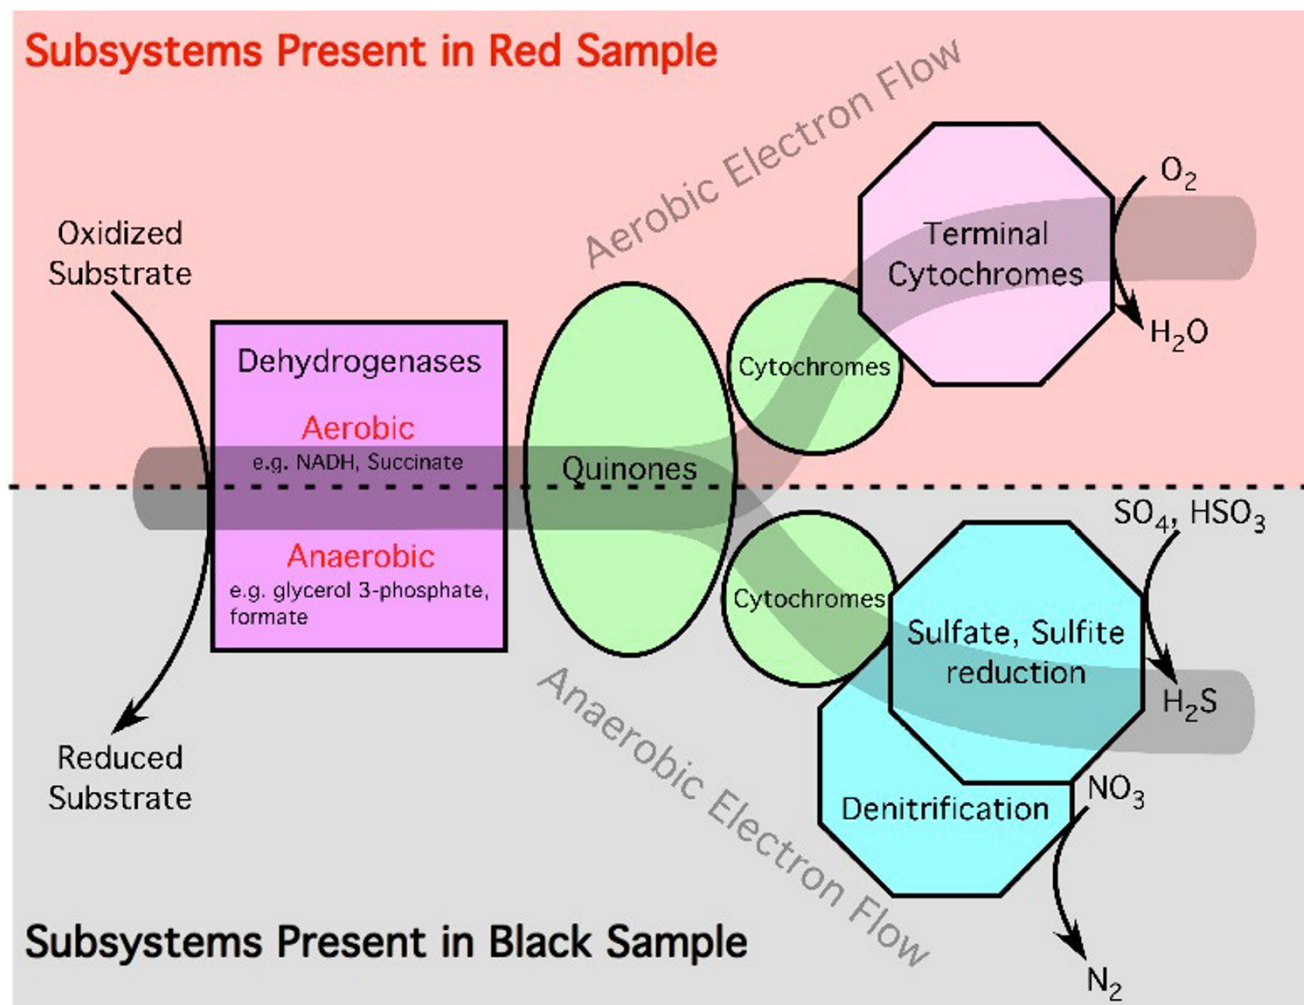 Subsystems Present in Red Sample
Aerobic Electron Flow
O2
Terminal
Cytochromes
H2O
Oxidized
Substrate
Dehydrogenases
Aerobic
e.g. NADH, Succinate
Quinones
Cytochromes
Anaerobic
e.g. glycerol 3-phosphate,
formate
Cytochromes
SO4, HSO3
Sulfate, Sulfite
reduction
H2S
Reduced
Substrate
Anaerobic Electron Flow
Denitrification
NO3
N2
Subsystems Present in Black Sample